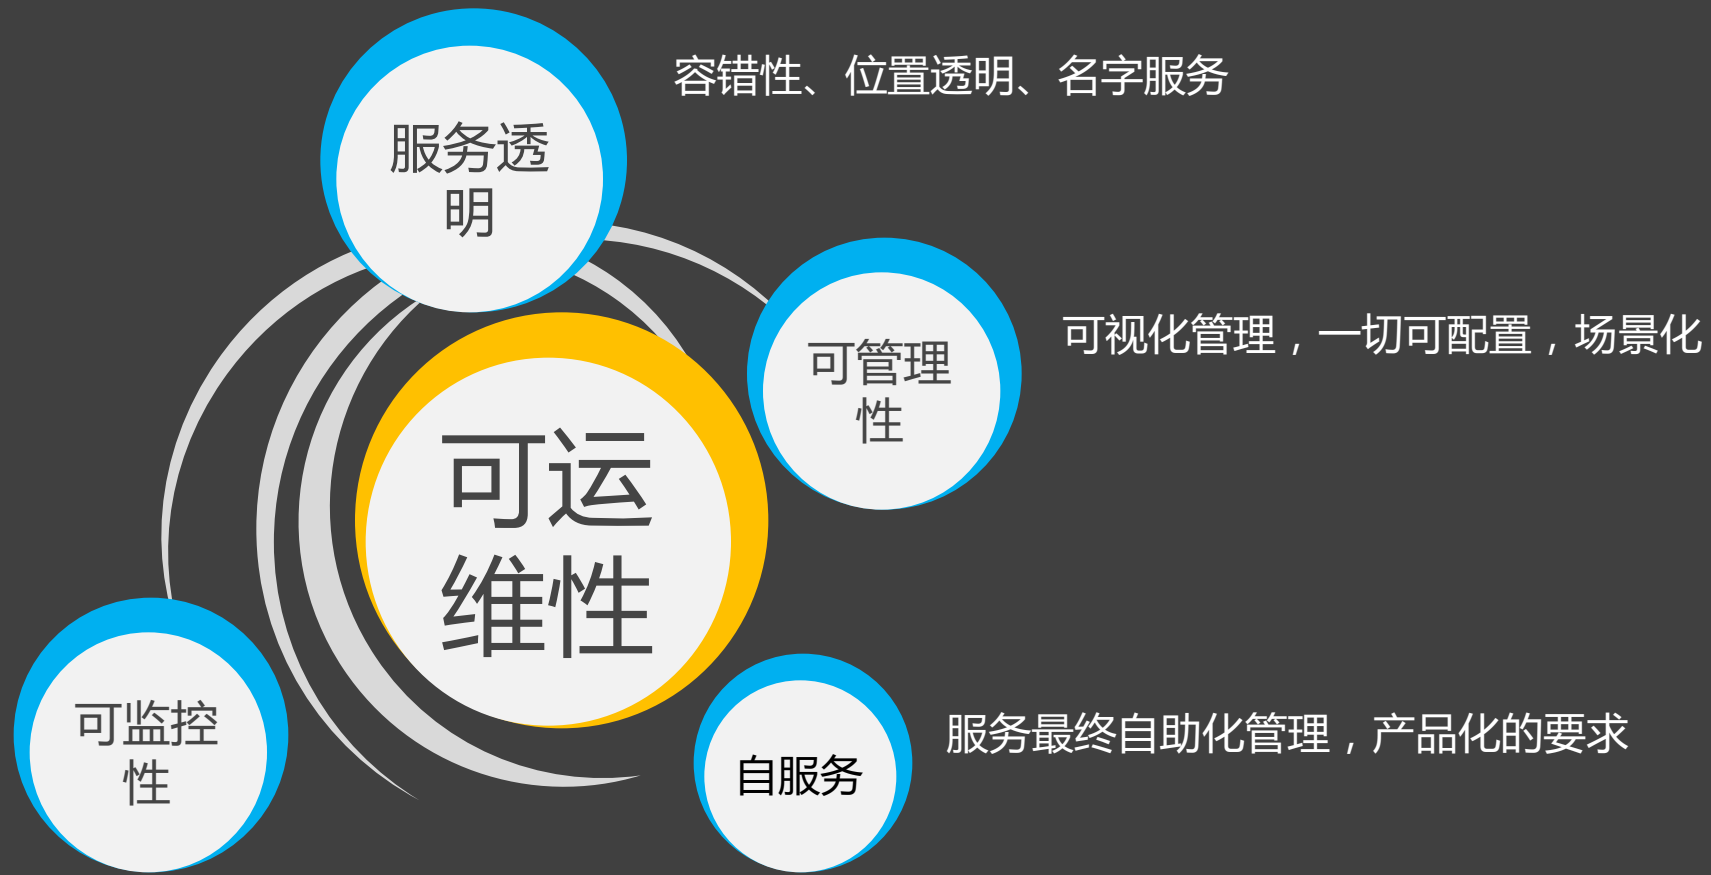 容错性、位置透明、名字服务
服务透
明
可视化管理，一切可配置，场景化
可管理
性
可运
维性
可监控
性
服务最终自助化管理，产品化的要求
自服务